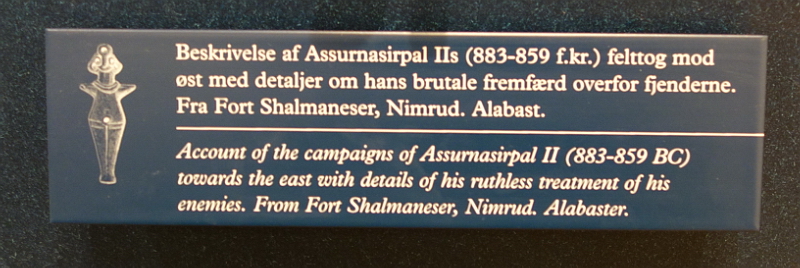 Beskrivelse af Assurnasirpal IIs (883-859 f.kr.) felttog mod
øst med detaljer om hans brutale fremfærd overfor fjenderne.
Fra Fort Shalmaneser, Nimrud. Alabast.
Account of the campaigns of Assurnasirpal II (883-859 BC)
towards the east with details of his ruthless treatment of his
enemies. From Fort Shalmaneser, Nimrud. Alabaster.